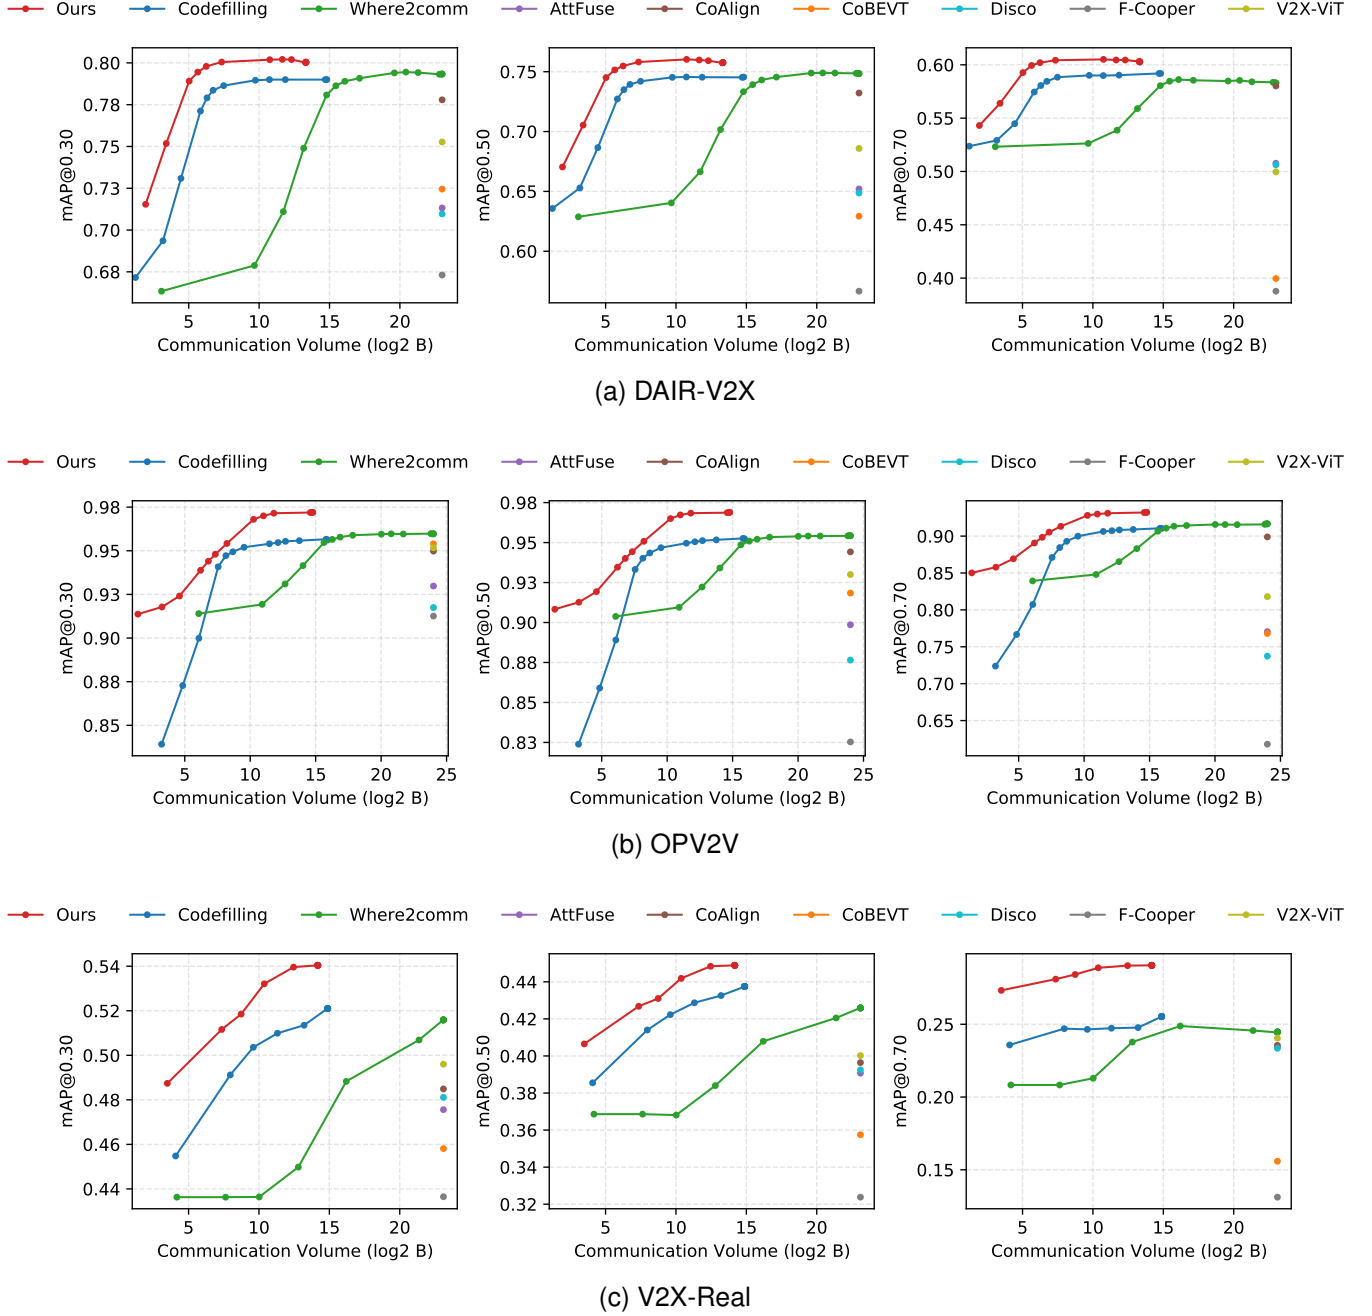 Ours Codefilling Where2comm AttFuse CoAlign CoBEVT Disco F-Cooper V2X-ViT
mAP@0.30
0.80
0.78
0.75
0.73
0.70
0.68
5 10 15 20
Communication Volume (log2 B)
mAP@0.50
0.75
0.70
0.65
0.60
5 10 15 20
Communication Volume (log2 B)
mAP@0.70
0.60
0.55
0.50
0.45
0.40
5 10 15 20
Communication Volume (log2 B)
(a) DAIR-V2X
Ours Codefilling Where2comm AttFuse CoAlign CoBEVT Disco F-Cooper V2X-ViT
mAP@0.30
0.98
0.95
0.93
0.90
0.88
0.85
5 10 15 20 25
Communication Volume (log2 B)
mAP@0.50
0.98
0.95
0.93
0.90
0.88
0.85
0.83
5 10 15 20 25
Communication Volume (log2 B)
mAP@0.70
0.90
0.85
0.80
0.75
0.70
0.65
5 10 15 20 25
Communication Volume (log2 B)
(b) OPV2V
Ours Codefilling Where2comm AttFuse CoAlign CoBEVT Disco F-Cooper V2X-ViT
mAP@0.30
0.54
0.52
0.50
0.48
0.46
0.44
5 10 15 20
Communication Volume (log2 B)
mAP@0.50
0.44
0.42
0.40
0.38
0.36
0.34
0.32
5 10 15 20
Communication Volume (log2 B)
mAP@0.70
0.25
0.20
0.15
5 10 15 20
Communication Volume (log2 B)
(c) V2X-Real